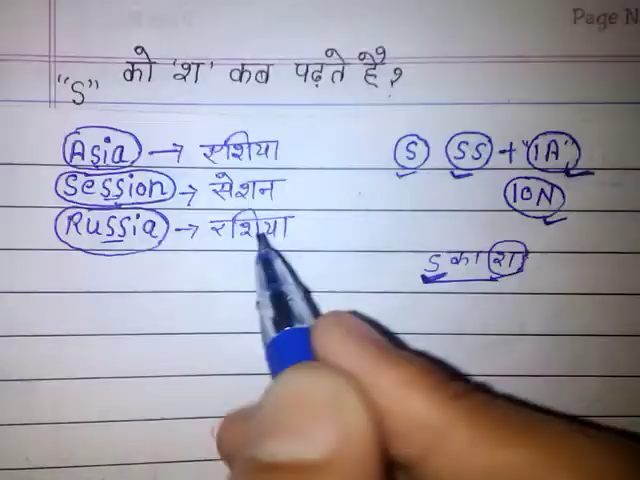 Page N
"S" को 'श' कब पढ़ते है?
Asia → एशिया
Session → सेशन
Russia → रशिया
S SS + "IA"
ION
S का श